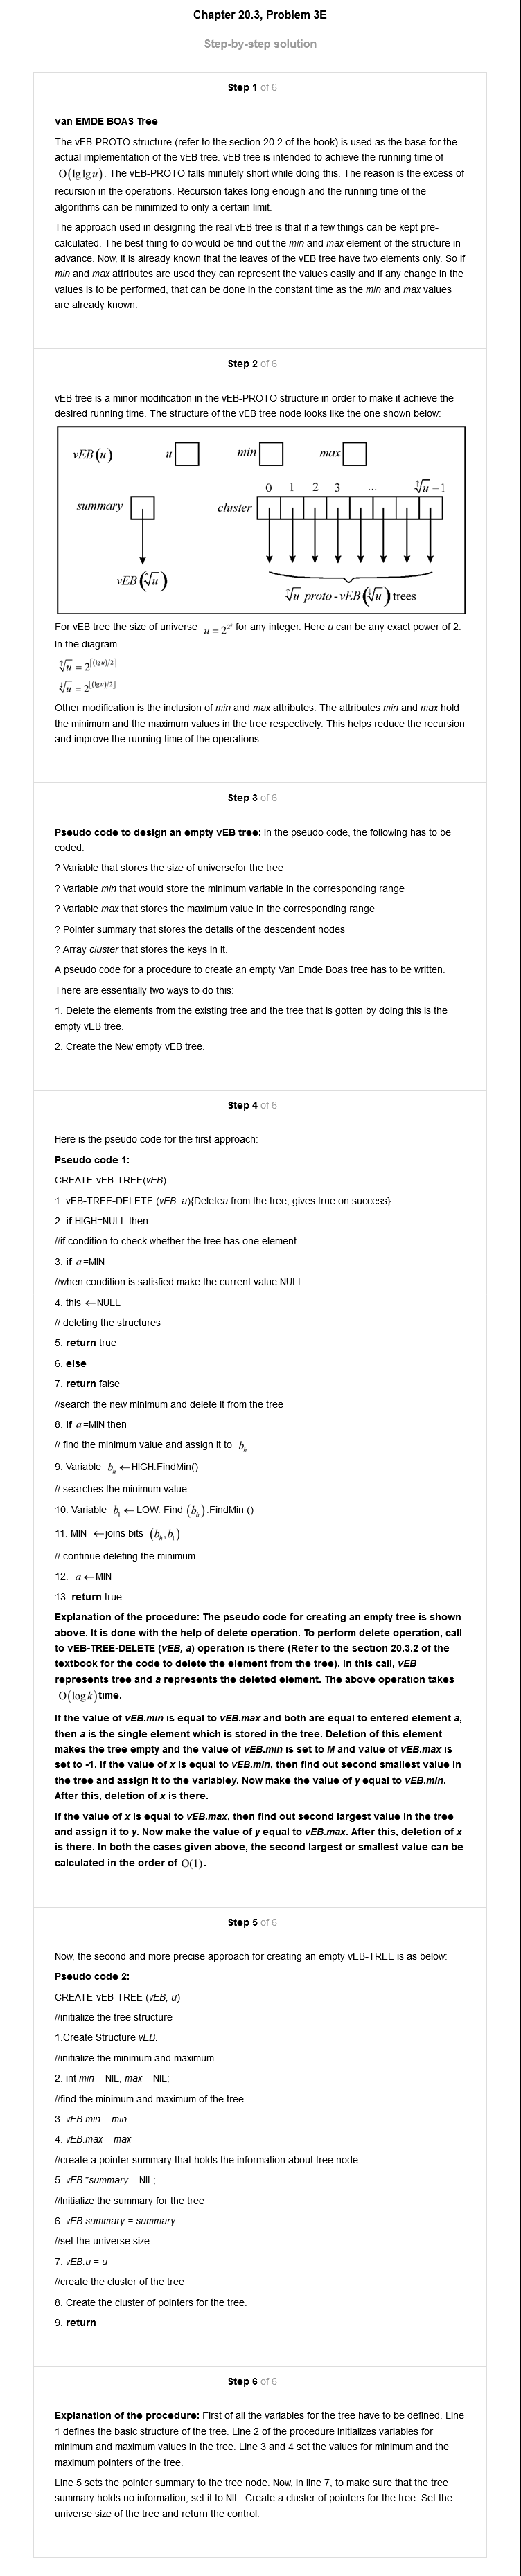 Chapter 20.3, Problem 3E
Step-by-step solution
Step 1 of 6
van EMDE BOAS Tree
The vEB-PROTO structure (refer to the section 20.2 of the book) is used as the base for the
actual implementation of the vEB tree. vEB tree is intended to achieve the running time of
O(lg lg u). The vEB-PROTO falls minutely short while doing this. The reason is the excess of
recursion in the operations. Recursion takes long enough and the running time of the
algorithms can be minimized to only a certain limit.
The approach used in designing the real vEB tree is that if a few things can be kept pre-
calculated. The best thing to do would be find out the min and max element of the structure in
advance. Now, it is already known that the leaves of the vEB tree have two elements only. So if
min and max attributes are used they can represent the values easily and if any change in the
values is to be performed, that can be done in the constant time as the min and max values
are already known.
Step 2 of 6
vEB tree is a minor modification in the vEB-PROTO structure in order to make it achieve the
desired running time. The structure of the vEB tree node looks like the one shown below:
vEB(u) u min max
0 1 2 3 ... ↑√u −1
summary cluster
vEB(↑√u)
↑√u proto - vEB(↓√u) trees
For vEB tree the size of universe u = 2^2^k for any integer. Here u can be any exact power of 2.
In the diagram.
↑√u = 2^⌈(lg u)/2⌉
↓√u = 2^⌊(lg u)/2⌋
Other modification is the inclusion of min and max attributes. The attributes min and max hold
the minimum and the maximum values in the tree respectively. This helps reduce the recursion
and improve the running time of the operations.
Step 3 of 6
Pseudo code to design an empty vEB tree: In the pseudo code, the following has to be
coded:
? Variable that stores the size of universefor the tree
? Variable min that would store the minimum variable in the corresponding range
? Variable max that stores the maximum value in the corresponding range
? Pointer summary that stores the details of the descendent nodes
? Array cluster that stores the keys in it.
A pseudo code for a procedure to create an empty Van Emde Boas tree has to be written.
There are essentially two ways to do this:
1. Delete the elements from the existing tree and the tree that is gotten by doing this is the
empty vEB tree.
2. Create the New empty vEB tree.
Step 4 of 6
Here is the pseudo code for the first approach:
Pseudo code 1:
CREATE-vEB-TREE(vEB)
1. vEB-TREE-DELETE (vEB, a){Deletea from the tree, gives true on success}
2. if HIGH=NULL then
//if condition to check whether the tree has one element
3. if a =MIN
//when condition is satisfied make the current value NULL
4. this ←NULL
// deleting the structures
5. return true
6. else
7. return false
//search the new minimum and delete it from the tree
8. if a =MIN then
// find the minimum value and assign it to b_h
9. Variable b_h ←HIGH.FindMin()
// searches the minimum value
10. Variable b_l ←LOW. Find (b_h).FindMin ()
11. MIN ←joins bits (b_h,b_l)
// continue deleting the minimum
12. a ←MIN
13. return true
Explanation of the procedure: The pseudo code for creating an empty tree is shown
above. It is done with the help of delete operation. To perform delete operation, call
to vEB-TREE-DELETE (vEB, a) operation is there (Refer to the section 20.3.2 of the
textbook for the code to delete the element from the tree). In this call, vEB
represents tree and a represents the deleted element. The above operation takes
O(log k)time.
If the value of vEB.min is equal to vEB.max and both are equal to entered element a,
then a is the single element which is stored in the tree. Deletion of this element
makes the tree empty and the value of vEB.min is set to M and value of vEB.max is
set to -1. If the value of x is equal to vEB.min, then find out second smallest value in
the tree and assign it to the variabley. Now make the value of y equal to vEB.min.
After this, deletion of x is there.
If the value of x is equal to vEB.max, then find out second largest value in the tree
and assign it to y. Now make the value of y equal to vEB.max. After this, deletion of x
is there. In both the cases given above, the second largest or smallest value can be
calculated in the order of O(1).
Step 5 of 6
Now, the second and more precise approach for creating an empty vEB-TREE is as below:
Pseudo code 2:
CREATE-vEB-TREE (vEB, u)
//initialize the tree structure
1.Create Structure vEB.
//initialize the minimum and maximum
2. int min = NIL, max = NIL;
//find the minimum and maximum of the tree
3. vEB.min = min
4. vEB.max = max
//create a pointer summary that holds the information about tree node
5. vEB *summary = NIL;
//Initialize the summary for the tree
6. vEB.summary = summary
//set the universe size
7. vEB.u = u
//create the cluster of the tree
8. Create the cluster of pointers for the tree.
9. return
Step 6 of 6
Explanation of the procedure: First of all the variables for the tree have to be defined. Line
1 defines the basic structure of the tree. Line 2 of the procedure initializes variables for
minimum and maximum values in the tree. Line 3 and 4 set the values for minimum and the
maximum pointers of the tree.
Line 5 sets the pointer summary to the tree node. Now, in line 7, to make sure that the tree
summary holds no information, set it to NIL. Create a cluster of pointers for the tree. Set the
universe size of the tree and return the control.